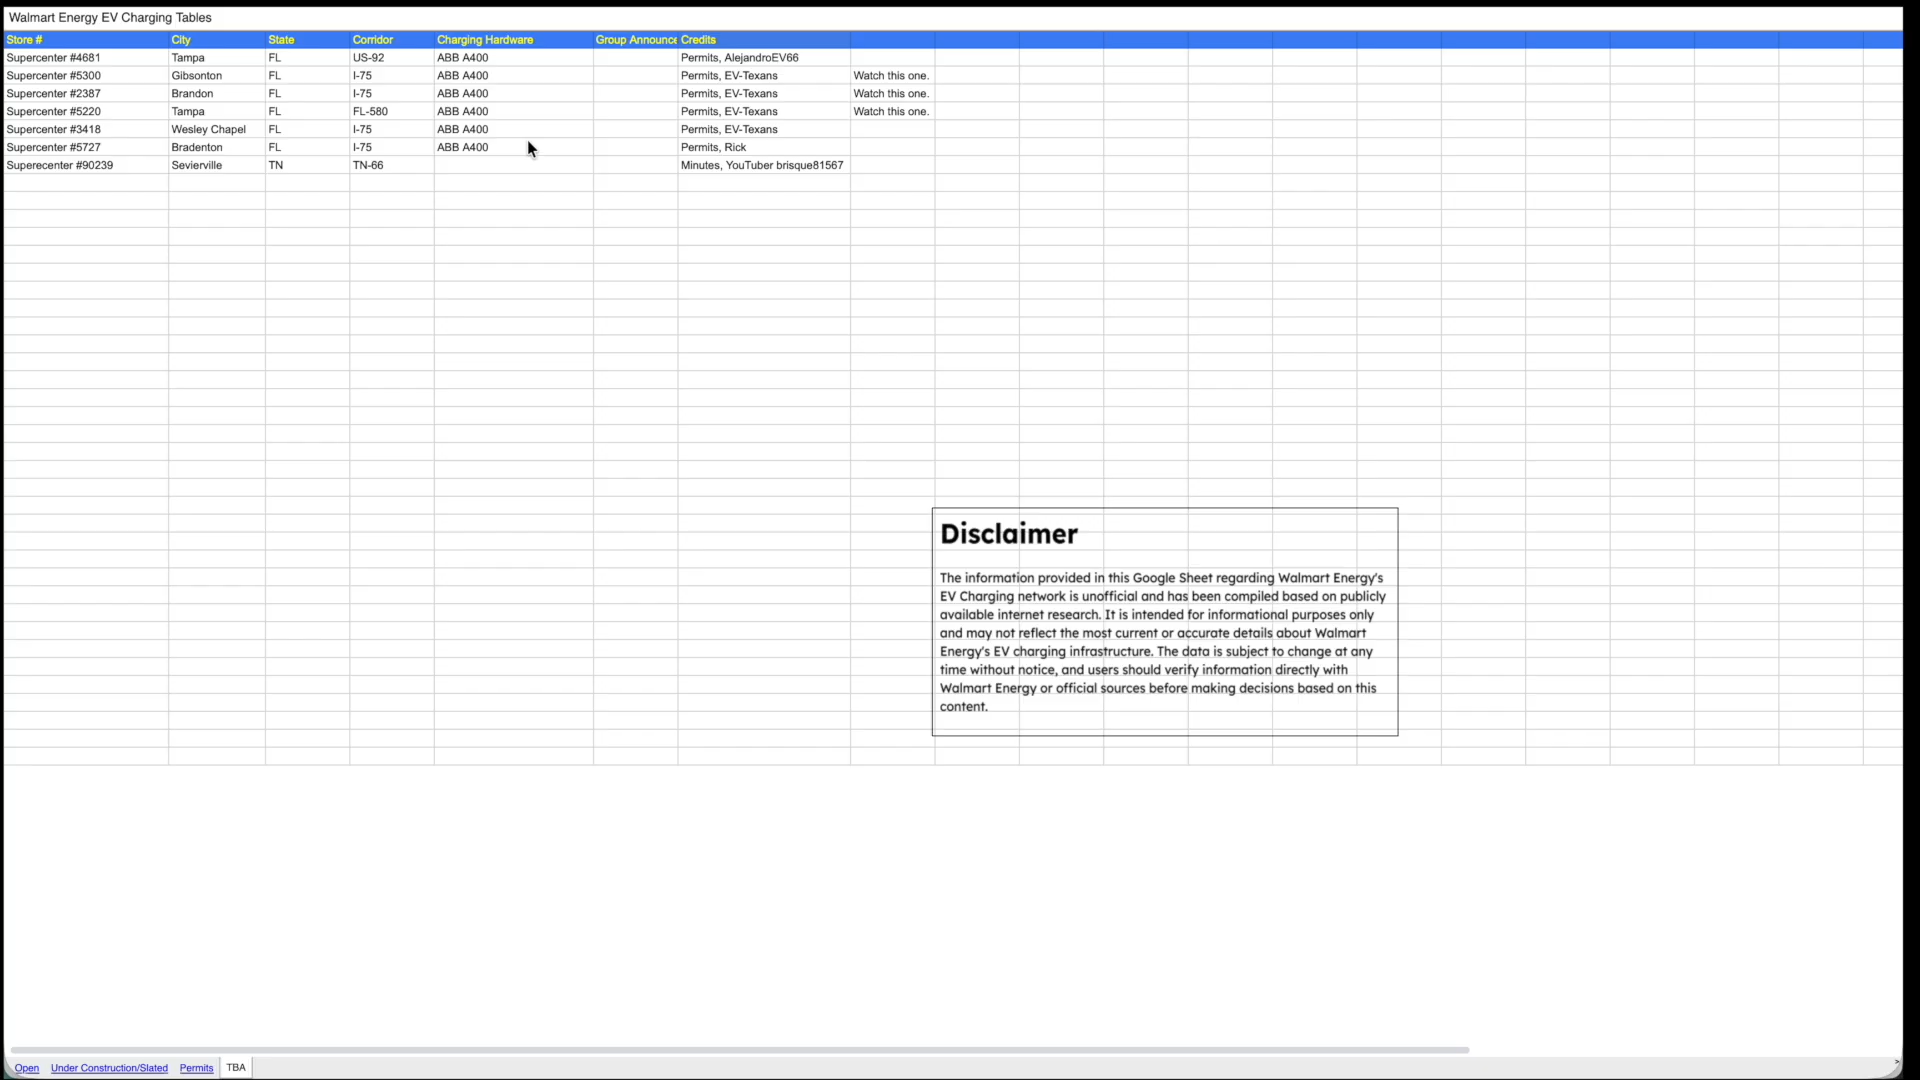 Walmart Energy EV Charging Tables
Store # City State Corridor Charging Hardware Group Announce Credits
Supercenter #4681 Tampa FL US-92 ABB A400 Permits, AlejandroEV66
Supercenter #5300 Gibsonton FL I-75 ABB A400 Permits, EV-Texans Watch this one.
Supercenter #2387 Brandon FL I-75 ABB A400 Permits, EV-Texans Watch this one.
Supercenter #5220 Tampa FL FL-580 ABB A400 Permits, EV-Texans Watch this one.
Supercenter #3418 Wesley Chapel FL I-75 ABB A400 Permits, EV-Texans
Supercenter #5727 Bradenton FL I-75 ABB A400 Permits, Rick
Superecenter #90239 Sevierville TN TN-66 Minutes, YouTuber brisque81567
Disclaimer
The information provided in this Google Sheet regarding Walmart Energy's
EV Charging network is unofficial and has been compiled based on publicly
available internet research. It is intended for informational purposes only
and may not reflect the most current or accurate details about Walmart
Energy's EV charging infrastructure. The data is subject to change at any
time without notice, and users should verify information directly with
Walmart Energy or official sources before making decisions based on this
content.
Open Under Construction/Slated Permits TBA